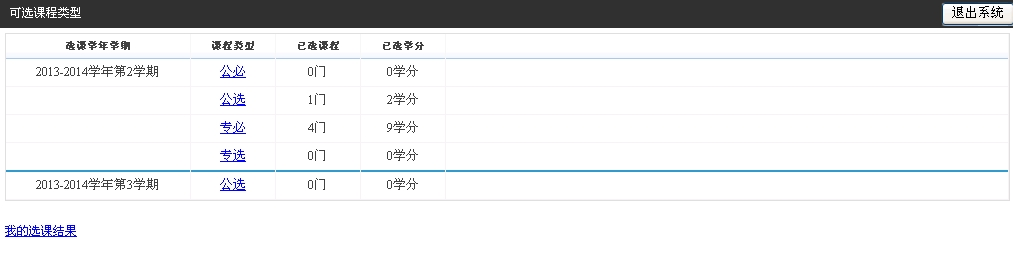 可选课程类型 退出系统
选课学年学期 课程类型 已选课程 已选学分
2013-2014学年第2学期 公必 0门 0学分
公选 1门 2学分
专必 4门 9学分
专选 0门 0学分
2013-2014学年第3学期 公选 0门 0学分
我的选课结果